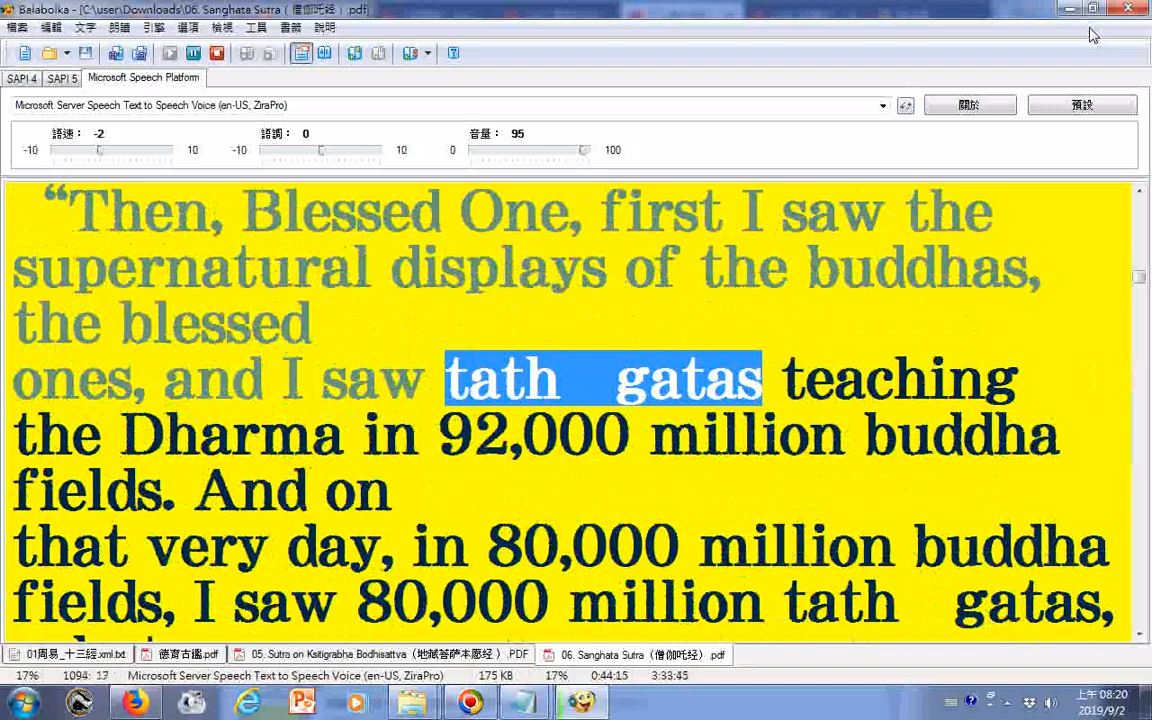 Balabolka - [C:\user\Downloads\06. Sanghata Sutra（僧伽吒经）.pdf]
檔案 編輯 文字 朗讀 引擎 選項 檢視 工具 書籤 說明
SAPI 4 SAPI 5 Microsoft Speech Platform
Microsoft Server Speech Text to Speech Voice (en-US, ZiraPro) 關於 預設
語速： -2 語調： 0 音量： 95
-10 10 -10 10 0 100
“Then, Blessed One, first I saw the
supernatural displays of the buddhas,
the blessed
ones, and I saw tath gatas teaching
the Dharma in 92,000 million buddha
fields. And on
that very day, in 80,000 million buddha
fields, I saw 80,000 million tath gatas,
01周易_十三經.xml.txt 德育古鑑.pdf 05. Sutra on Ksitigrabha Bodhisattva（地藏菩萨本愿经）.PDF 06. Sanghata Sutra（僧伽吒经）.pdf
17% 1094: 17 Microsoft Server Speech Text to Speech Voice (en-US, ZiraPro) 175 KB 17% 0:44:15 3:33:45
上午 08:20
2019/9/2